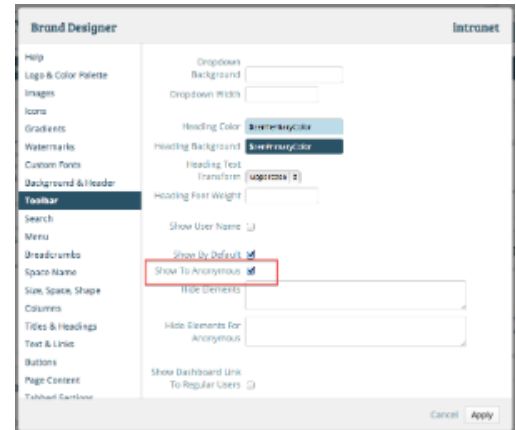 Brand Designer
Intranet
Help
Logo & Color Palette
Images
Icons
Gradients
Watermarks
Custom Fonts
Background & Header
Toolbar
Search
Menu
Breadcrumbs
Space Name
Size, Space, Shape
Columns
Titles & Headings
Text & Links
Buttons
Page Content
Tabbed Sections
Dropdown
Background
Dropdown Width
Heading Color
Heading Background
Heading Text
Transform
uppercase
Heading Font Weight
Show User Name
Show By Default
Show To Anonymous
Hide Elements
Hide Elements For
Anonymous
Show Dashboard Link
To Regular Users
Cancel
Apply